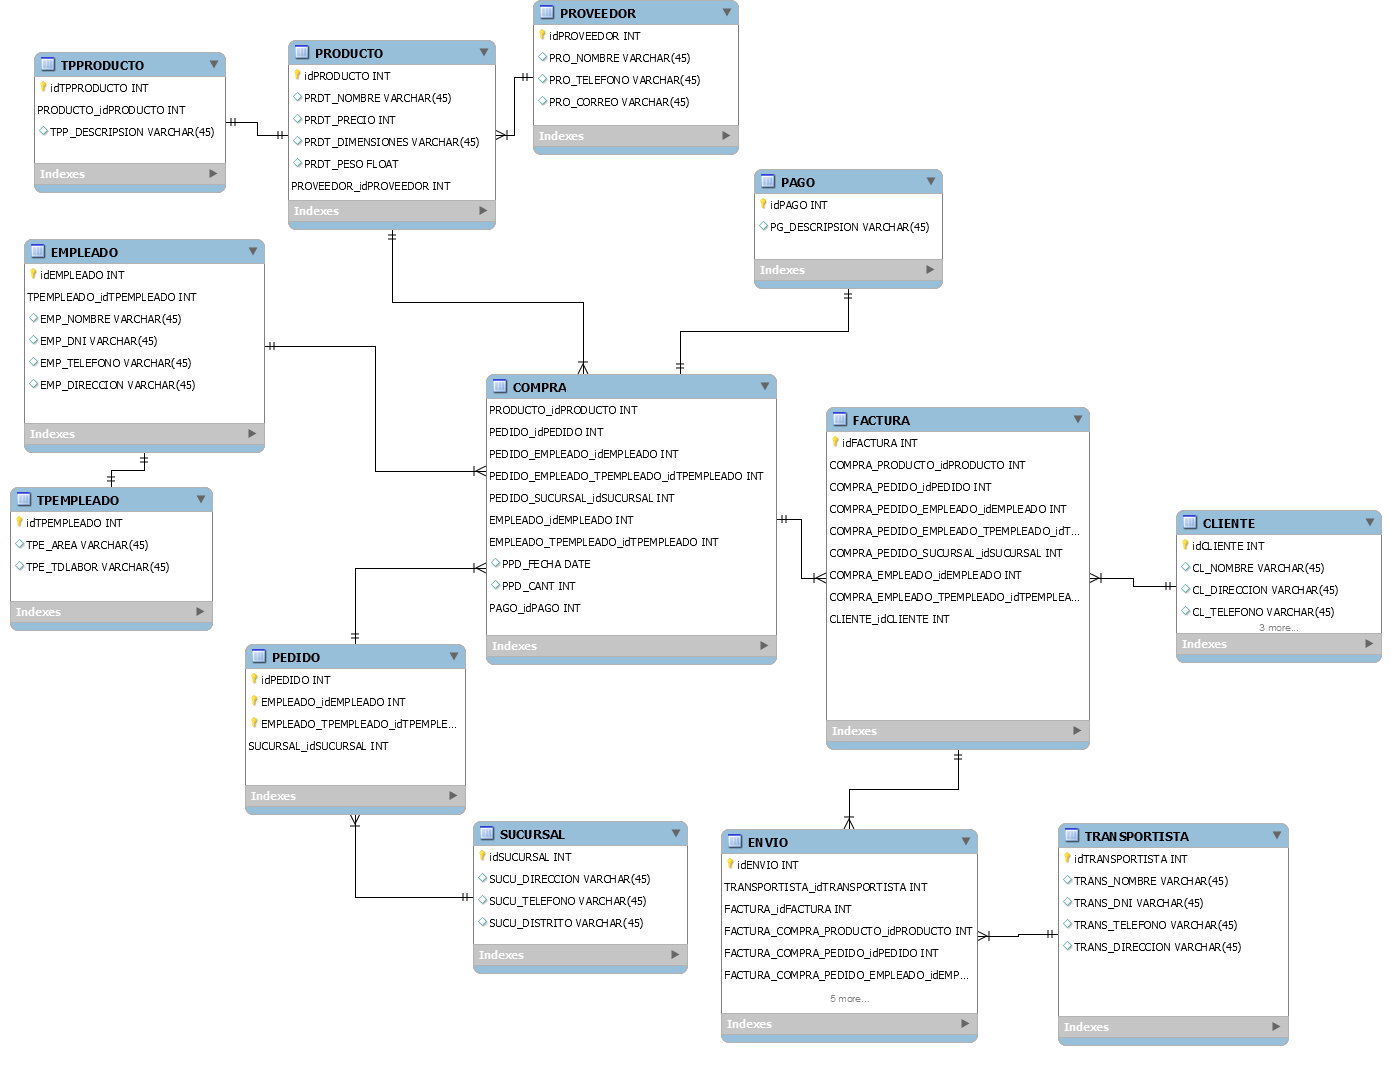 PROVEEDOR
idPROVEEDOR INT
PRO_NOMBRE VARCHAR(45)
PRO_TELEFONO VARCHAR(45)
PRO_CORREO VARCHAR(45)
Indexes
TPPRODUCTO
idTPPRODUCTO INT
PRODUCTO_idPRODUCTO INT
TPP_DESCRIPSION VARCHAR(45)
Indexes
PRODUCTO
idPRODUCTO INT
PRDT_NOMBRE VARCHAR(45)
PRDT_PRECIO INT
PRDT_DIMENSIONES VARCHAR(45)
PRDT_PESO FLOAT
PROVEEDOR_idPROVEEDOR INT
Indexes
PAGO
idPAGO INT
PG_DESCRIPSION VARCHAR(45)
Indexes
EMPLEADO
idEMPLEADO INT
TPEMPLEADO_idTPEMPLEADO INT
EMP_NOMBRE VARCHAR(45)
EMP_DNI VARCHAR(45)
EMP_TELEFONO VARCHAR(45)
EMP_DIRECCION VARCHAR(45)
Indexes
COMPRA
PRODUCTO_idPRODUCTO INT
PEDIDO_idPEDIDO INT
PEDIDO_EMPLEADO_idEMPLEADO INT
PEDIDO_EMPLEADO_TPEMPLEADO_idTPEMPLEADO INT
PEDIDO_SUCURSAL_idSUCURSAL INT
EMPLEADO_idEMPLEADO INT
EMPLEADO_TPEMPLEADO_idTPEMPLEADO INT
PPD_FECHA DATE
PPD_CANT INT
PAGO_idPAGO INT
Indexes
FACTURA
idFACTURA INT
COMPRA_PRODUCTO_idPRODUCTO INT
COMPRA_PEDIDO_idPEDIDO INT
COMPRA_PEDIDO_EMPLEADO_idEMPLEADO INT
COMPRA_PEDIDO_EMPLEADO_TPEMPLEADO_idT...
COMPRA_PEDIDO_SUCURSAL_idSUCURSAL INT
COMPRA_EMPLEADO_idEMPLEADO INT
COMPRA_EMPLEADO_TPEMPLEADO_idTPEMPLEA...
CLIENTE_idCLIENTE INT
Indexes
TPEMPLEADO
idTPEMPLEADO INT
TPE_AREA VARCHAR(45)
TPE_TDLABOR VARCHAR(45)
Indexes
CLIENTE
idCLIENTE INT
CL_NOMBRE VARCHAR(45)
CL_DIRECCION VARCHAR(45)
CL_TELEFONO VARCHAR(45)
3 more...
Indexes
PEDIDO
idPEDIDO INT
EMPLEADO_idEMPLEADO INT
EMPLEADO_TPEMPLEADO_idTPEMPLE...
SUCURSAL_idSUCURSAL INT
Indexes
SUCURSAL
idSUCURSAL INT
SUCU_DIRECCION VARCHAR(45)
SUCU_TELEFONO VARCHAR(45)
SUCU_DISTRITO VARCHAR(45)
Indexes
ENVIO
idENVIO INT
TRANSPORTISTA_idTRANSPORTISTA INT
FACTURA_idFACTURA INT
FACTURA_COMPRA_PRODUCTO_idPRODUCTO INT
FACTURA_COMPRA_PEDIDO_idPEDIDO INT
FACTURA_COMPRA_PEDIDO_EMPLEADO_idEMP...
5 more...
Indexes
TRANSPORTISTA
idTRANSPORTISTA INT
TRANS_NOMBRE VARCHAR(45)
TRANS_DNI VARCHAR(45)
TRANS_TELEFONO VARCHAR(45)
TRANS_DIRECCION VARCHAR(45)
Indexes